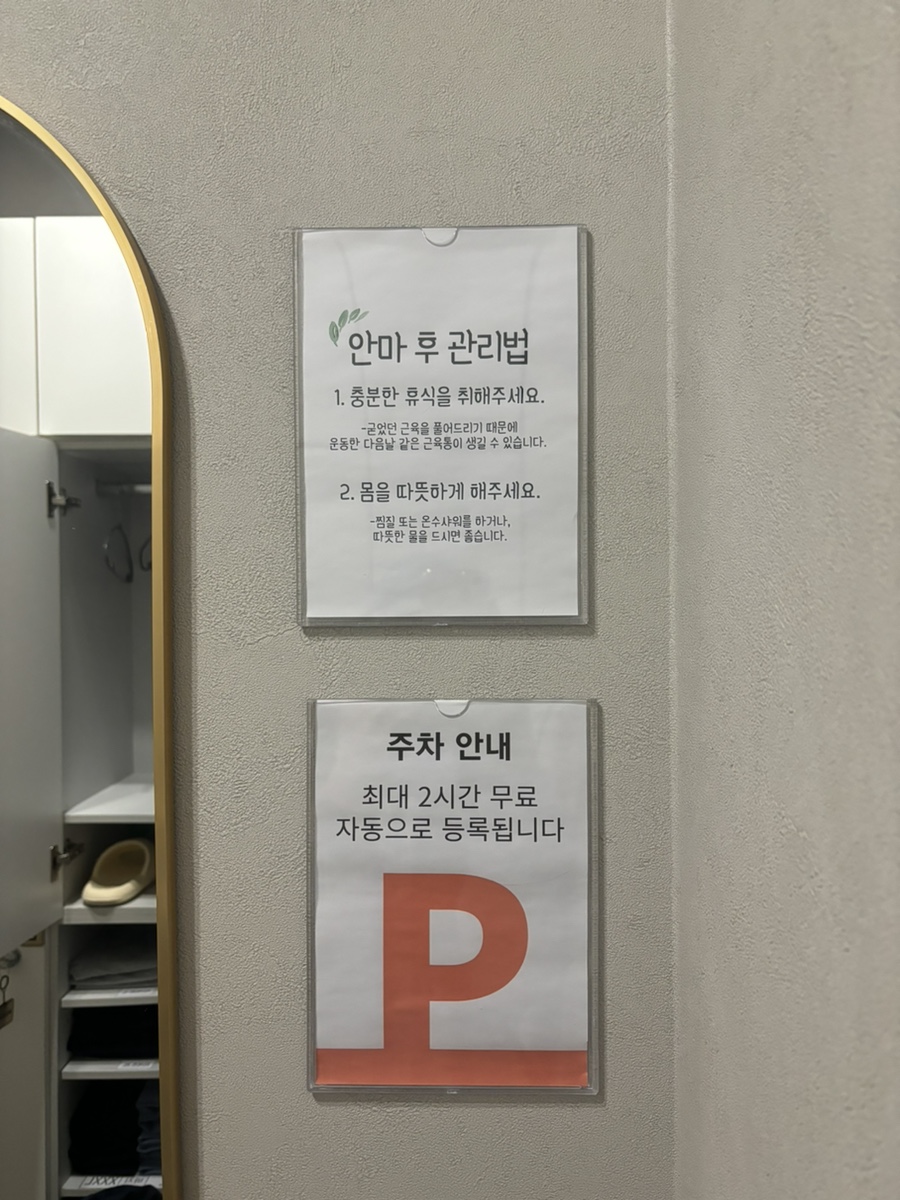 안마 후 관리법
1. 충분한 휴식을 취해주세요.
-굳었던 근육을 풀어드리기 때문에
운동한 다음날 같은 근육통이 생길 수 있습니다.
2. 몸을 따뜻하게 해주세요.
-찜질 또는 온수샤워를 하거나,
따뜻한 물을 드시면 좋습니다.
주차 안내
최대 2시간 무료
자동으로 등록됩니다
P